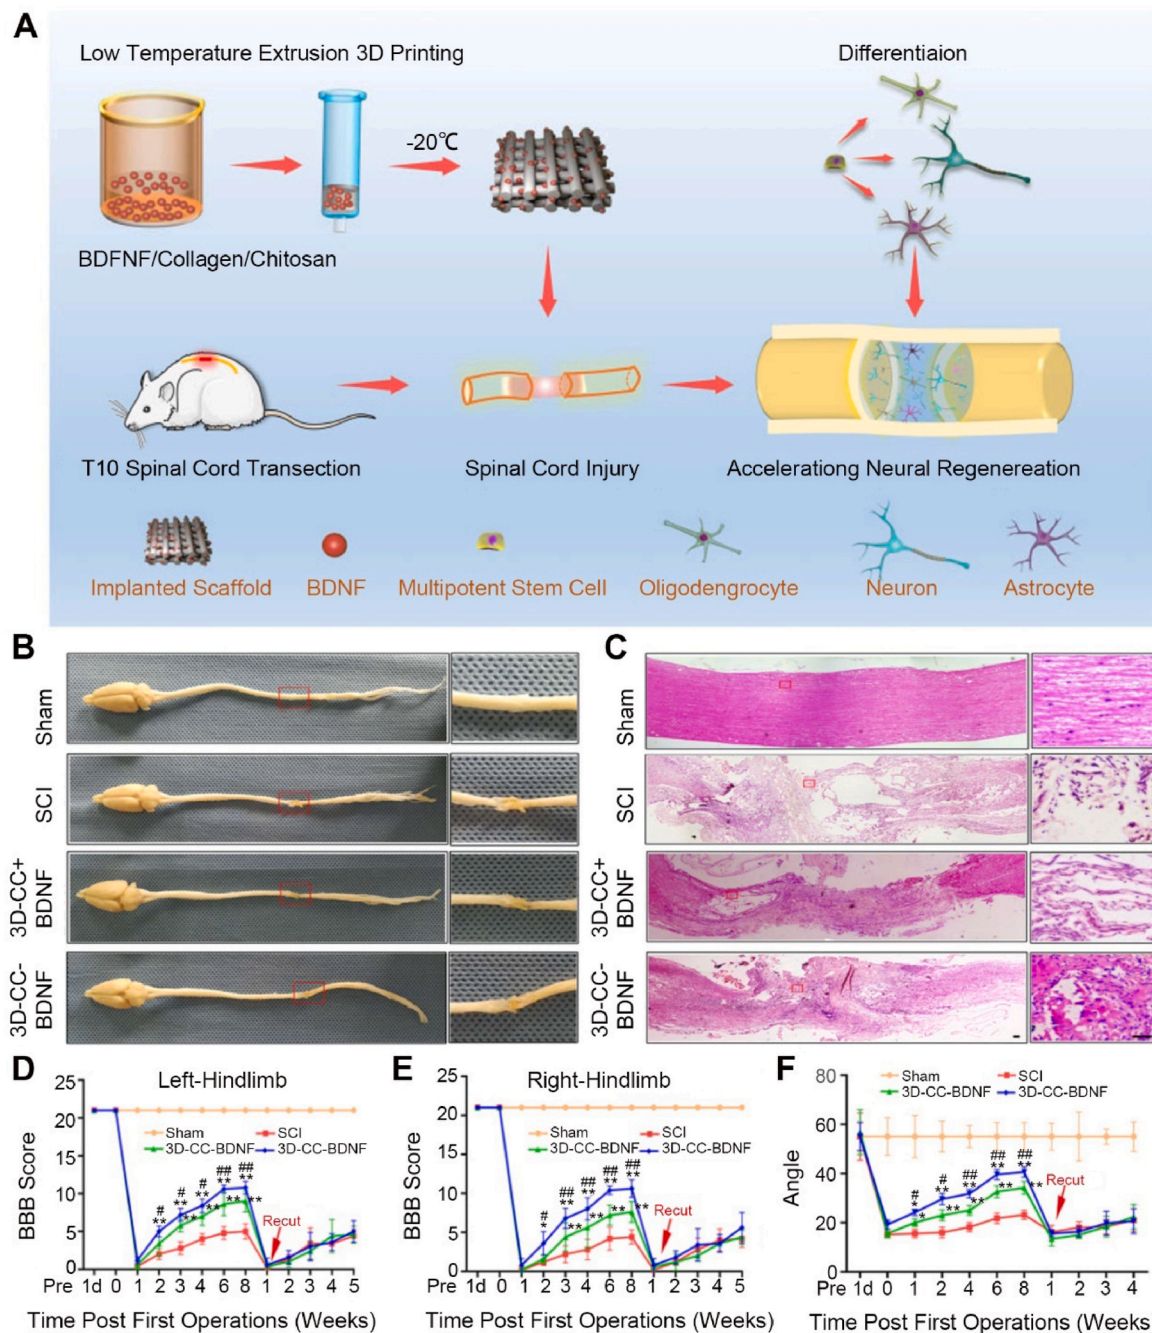 A
Low Temperature Extrusion 3D Printing
Differentiaion
-20℃
BDFNF/Collagen/Chitosan
T10 Spinal Cord Transection
Spinal Cord Injury
Accelerationg Neural Regenereation
Implanted Scaffold
BDNF
Multipotent Stem Cell
Oligodengrocyte
Neuron
Astrocyte
B
Sham
SCI
3D-CC+
BDNF
3D-CC-
BDNF
C
Sham
SCI
3D-CC+
BDNF
3D-CC-
BDNF
D
Left-Hindlimb
BBB Score
25
20
15
10
5
0
Sham
SCI
3D-CC-BDNF
3D-CC-BDNF
#
**
#
**
#
**
##
**
##
**
**
**
Recut
Pre 1d 0 1 2 3 4 6 8 1 2 3 4 5
Time Post First Operations (Weeks)
E
Right-Hindlimb
BBB Score
25
20
15
10
5
0
Sham
SCI
3D-CC-BDNF
3D-CC-BDNF
#
*
##
**
##
**
##
**
##
**
**
**
**
**
Recut
Pre 1d 0 1 2 3 4 6 8 1 2 3 4 5
Time Post First Operations (Weeks)
F
Angle
80
60
40
20
0
Sham
SCI
3D-CC-BDNF
3D-CC-BDNF
#
*
#
**
##
**
##
**
##
**
*
**
**
**
**
Recut
Pre 1d 0 1 2 3 4 6 8 1 2 3 4
Time Post First Operations (Weeks)